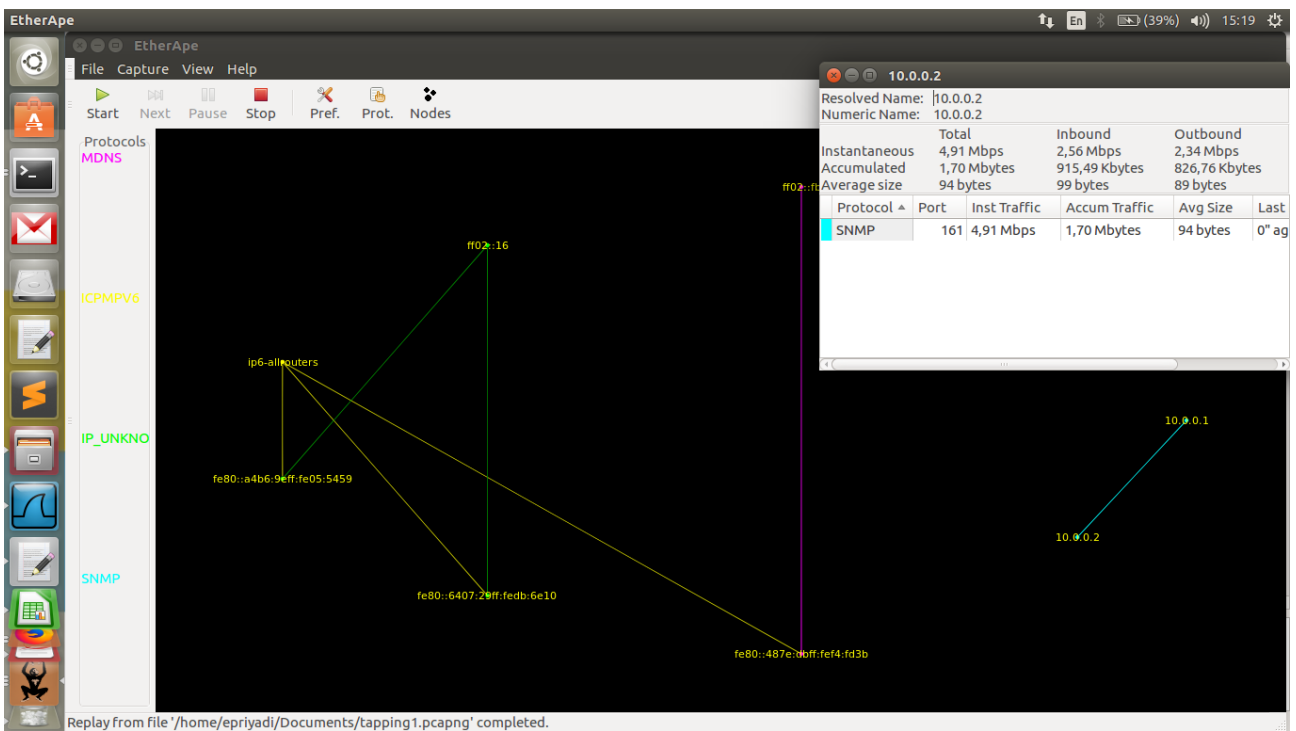 EtherApe
En
(39%)
15:19
EtherApe
File Capture View Help
Start Next Pause Stop Pref. Prot. Nodes
Protocols
MDNS
ICPMPV6
IP_UNKNO
SNMP
ff02::16
ip6-allrouters
fe80::a4b6:9eff:fe05:5459
fe80::6407:29ff:fedb:6e10
fe80::487e:dbff:fef4:fd3b
10.0.0.1
10.0.0.2
10.0.0.2
Resolved Name: 10.0.0.2
Numeric Name: 10.0.0.2
Total Inbound Outbound
Instantaneous 4,91 Mbps 2,56 Mbps 2,34 Mbps
Accumulated 1,70 Mbytes 915,49 Kbytes 826,76 Kbytes
Average size 94 bytes 99 bytes 89 bytes
Protocol Port Inst Traffic Accum Traffic Avg Size Last
SNMP 161 4,91 Mbps 1,70 Mbytes 94 bytes 0" ag
Replay from file '/home/epriyadi/Documents/tapping1.pcapng' completed.